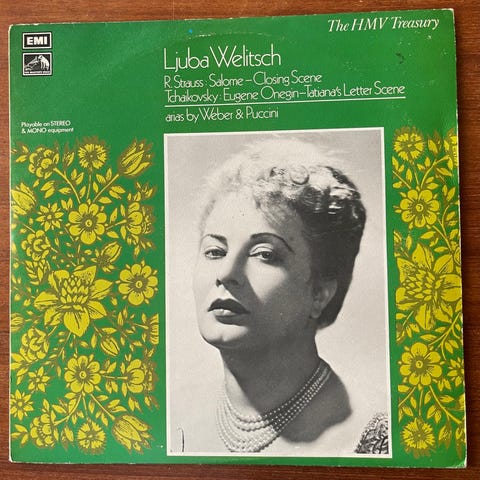 EMI
The HMV Treasury
Ljuba Welitsch
R. Strauss: Salome – Closing Scene
Tchaikovsky: Eugene Onegin – Tatiana's Letter Scene
arias by Weber & Puccini
Playable on STEREO
& MONO equipment